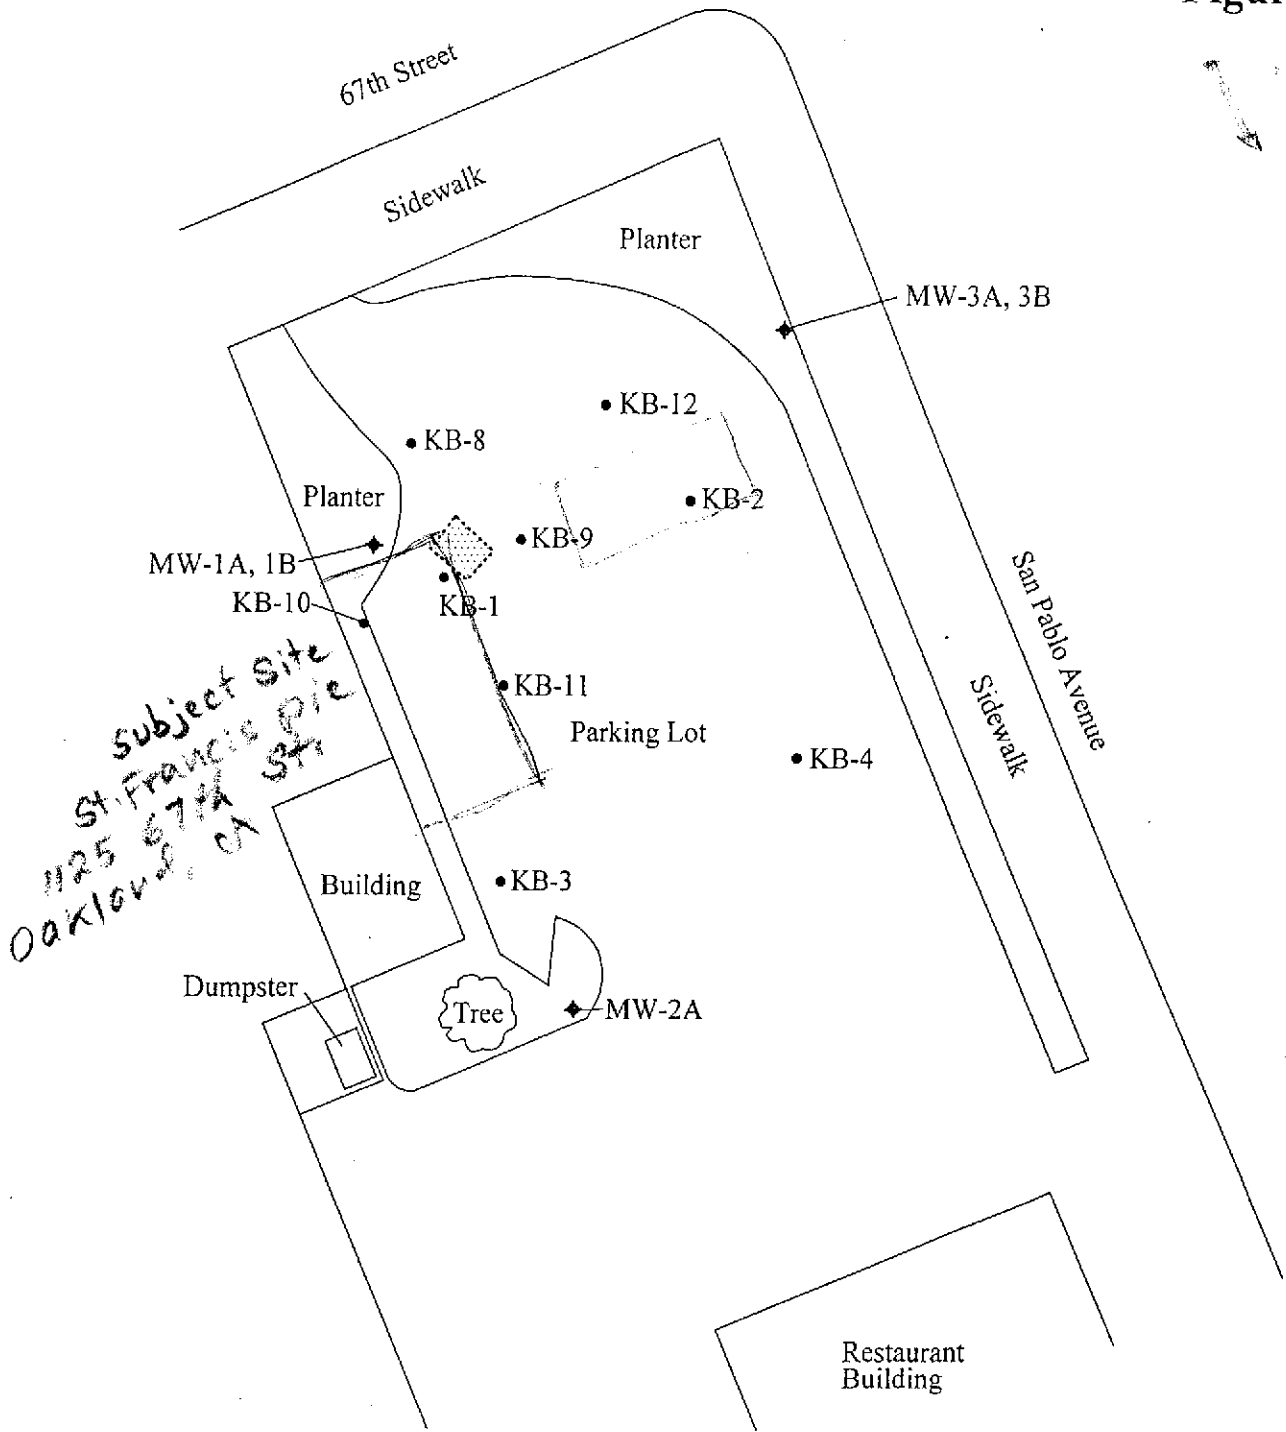 67th Street
Sidewalk
Planter
MW-3A, 3B
KB-12
KB-8
Planter
KB-2
KB-9
MW-1A, 1B
KB-10
KB-1
San Pablo Avenue
Sidewalk
KB-11
Parking Lot
KB-4
Subject Site
St. Francis Pie
1125 67th St.
Oakland, CA
Building
KB-3
Dumpster
Tree
MW-2A
Restaurant
Building